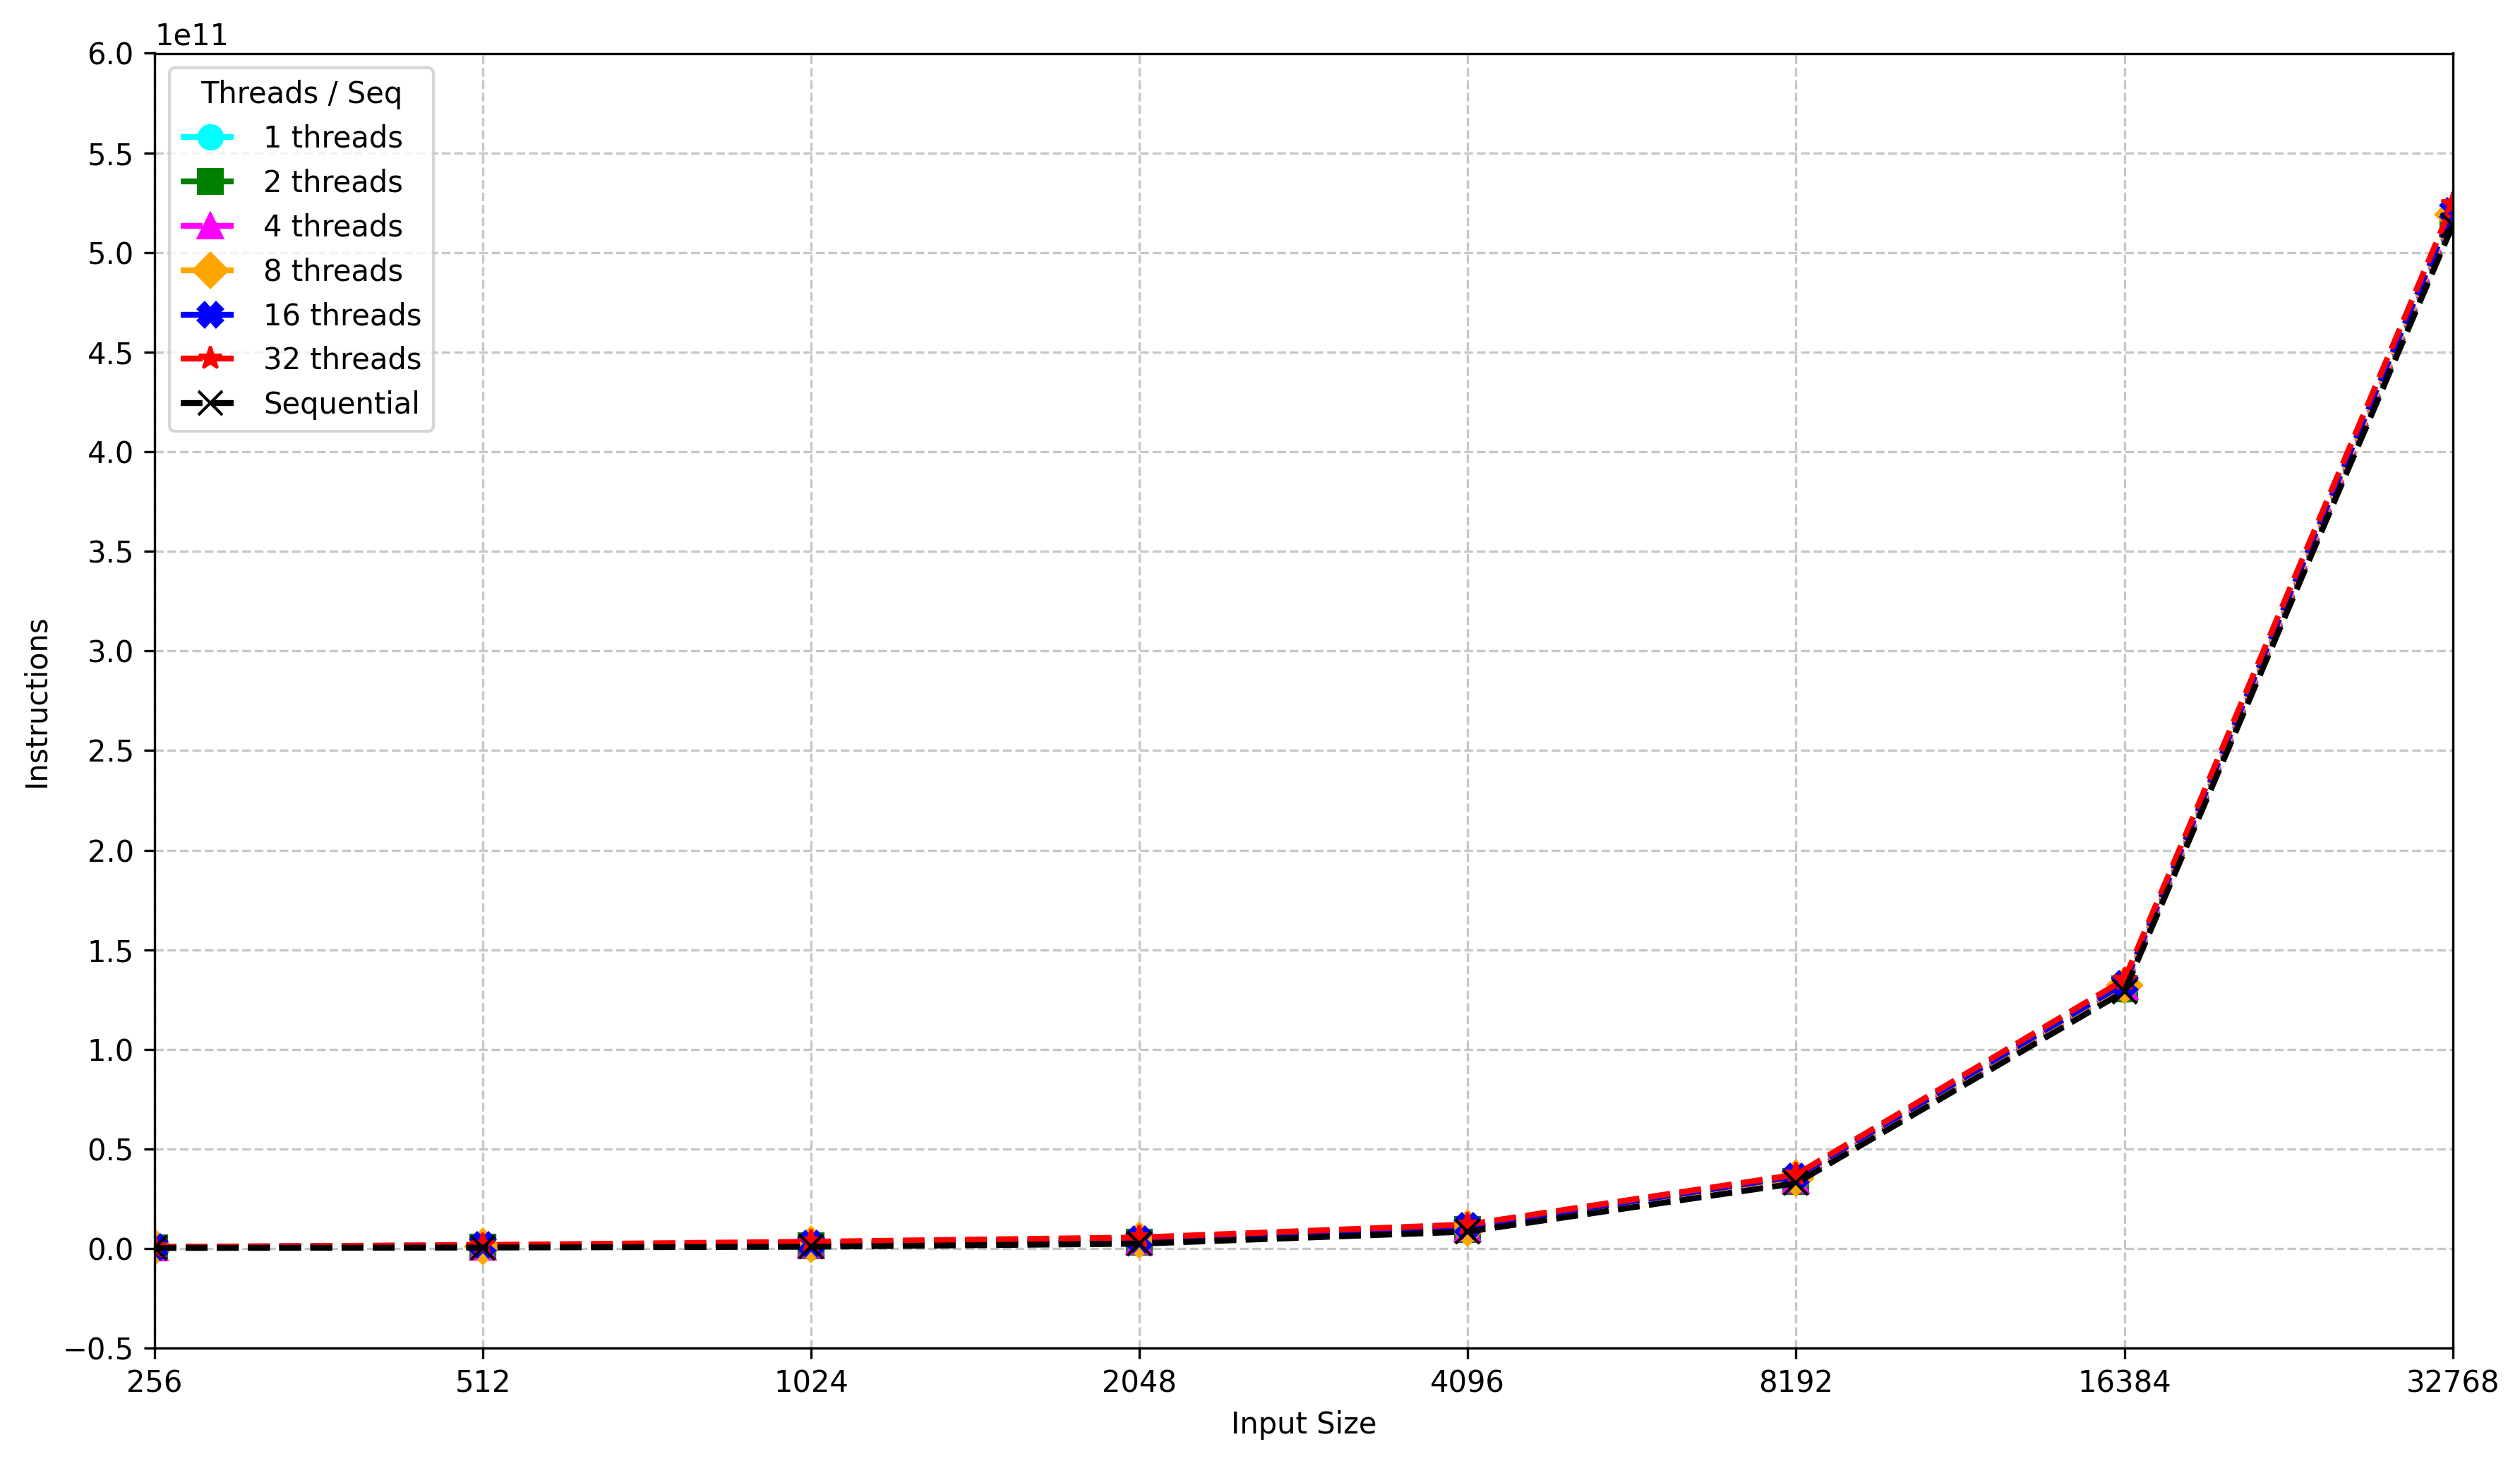 1e11
6.0
5.5
5.0
4.5
4.0
3.5
3.0
2.5
2.0
1.5
1.0
0.5
0.0
−0.5
Instructions
Threads / Seq
1 threads
2 threads
4 threads
8 threads
16 threads
32 threads
Sequential
256 512 1024 2048 4096 8192 16384 32768
Input Size